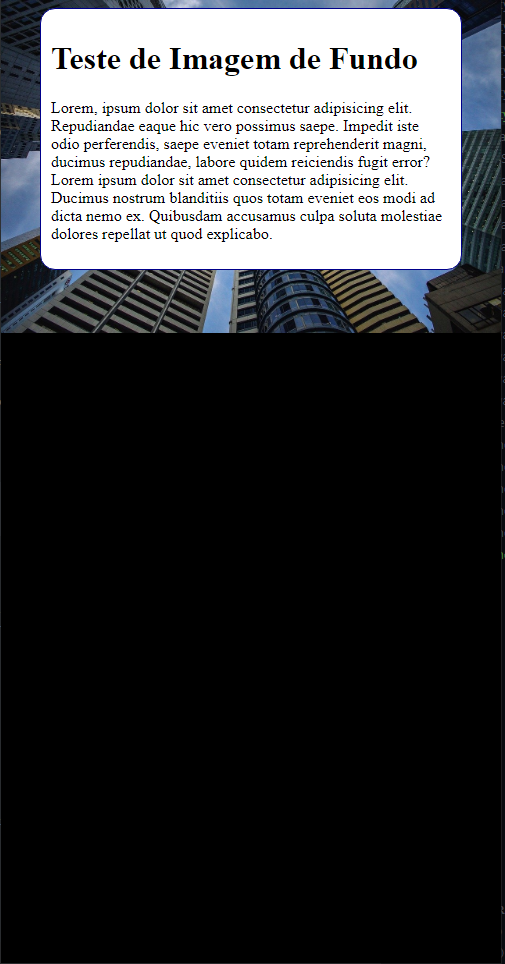 Teste de Imagem de Fundo
Lorem, ipsum dolor sit amet consectetur adipisicing elit.
Repudiandae eaque hic vero possimus saepe. Impedit iste
odio perferendis, saepe eveniet totam reprehenderit magni,
ducimus repudiandae, labore quidem reiciendis fugit error?
Lorem ipsum dolor sit amet consectetur adipisicing elit.
Ducimus nostrum blanditiis quos totam eveniet eos modi ad
dicta nemo ex. Quibusdam accusamus culpa soluta molestiae
dolores repellat ut quod explicabo.